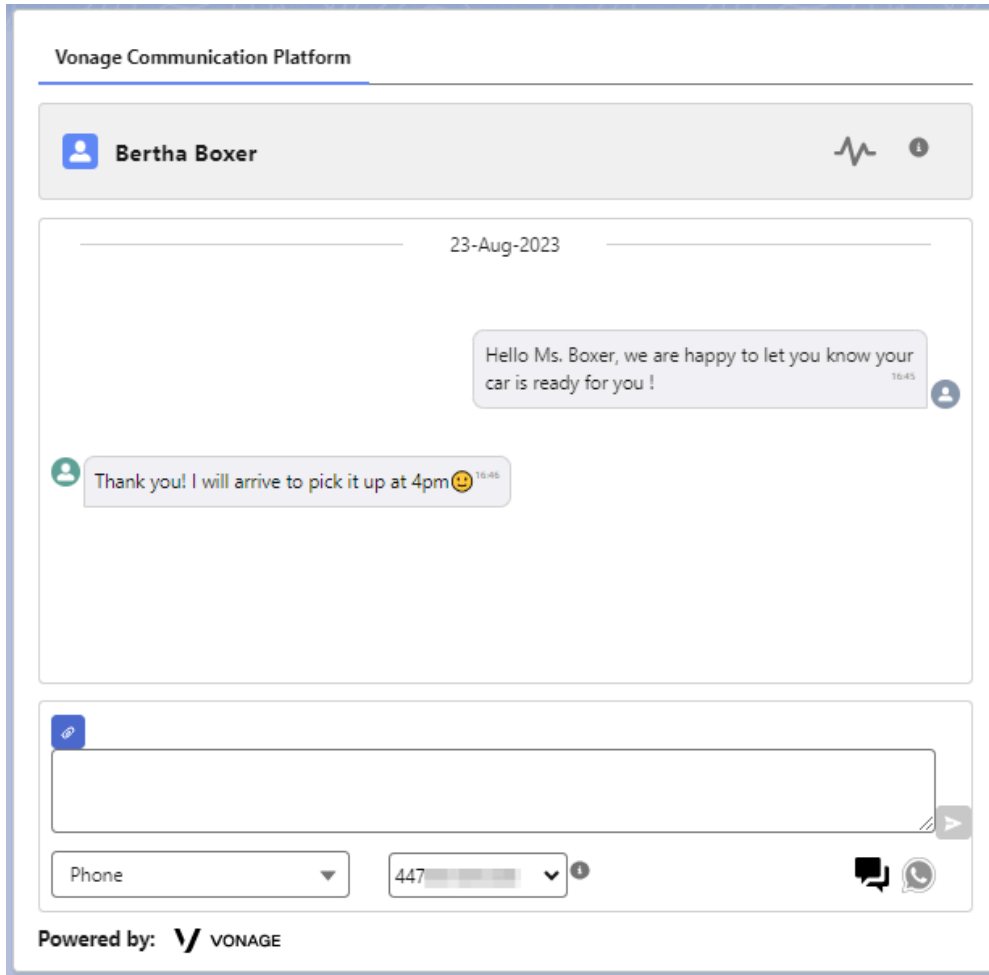 Vonage Communication Platform
Bertha Boxer
23-Aug-2023
Hello Ms. Boxer, we are happy to let you know your
car is ready for you !
16:45
Thank you! I will arrive to pick it up at 4pm🙂 16:46
Phone
447
Powered by: VONAGE